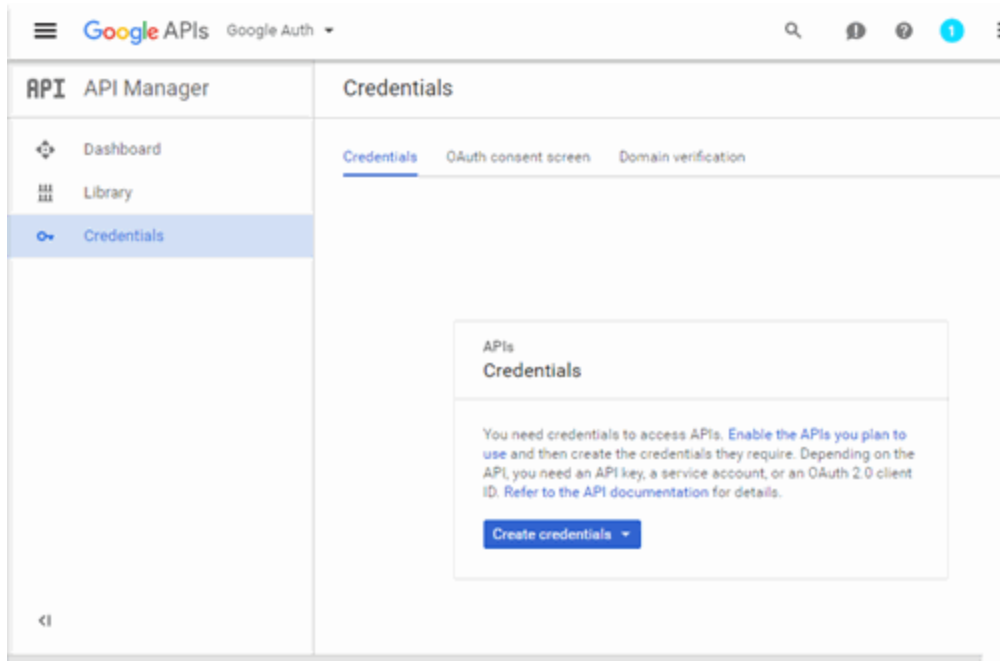 Google APIs Google Auth
1
API API Manager
Credentials
Dashboard
Library
Credentials
Credentials OAuth consent screen Domain verification
APIs
Credentials
You need credentials to access APIs. Enable the APIs you plan to
use and then create the credentials they require. Depending on the
API, you need an API key, a service account, or an OAuth 2.0 client
ID. Refer to the API documentation for details.
Create credentials